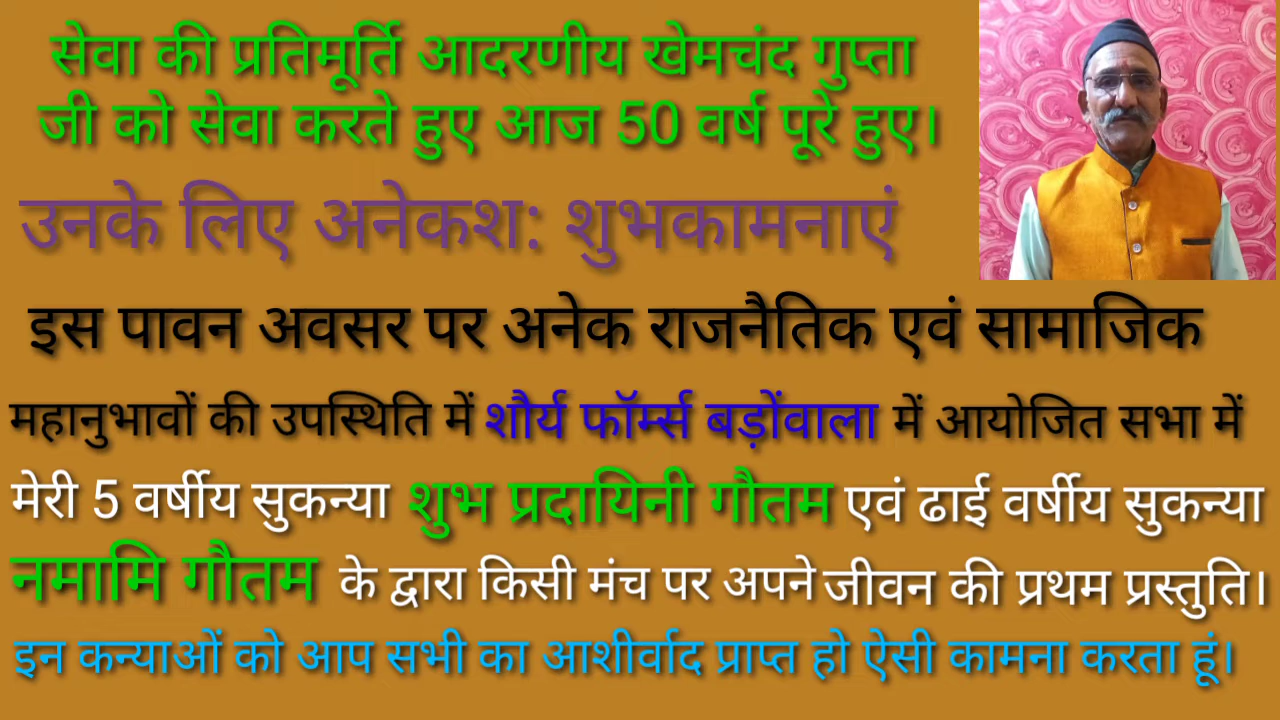 सेवा की प्रतिमूर्ति आदरणीय खेमचंद गुप्ता
जी को सेवा करते हुए आज 50 वर्ष पूरे हुए।
उनके लिए अनेकश: शुभकामनाएं
इस पावन अवसर पर अनेक राजनैतिक एवं सामाजिक
महानुभावों की उपस्थिति में शौर्य फॉर्म्स बड़ोंवाला में आयोजित सभा में
मेरी 5 वर्षीय सुकन्या शुभ प्रदायिनी गौतम एवं ढाई वर्षीय सुकन्या
नमामि गौतम के द्वारा किसी मंच पर अपने जीवन की प्रथम प्रस्तुति।
इन कन्याओं को आप सभी का आशीर्वाद प्राप्त हो ऐसी कामना करता हूं।